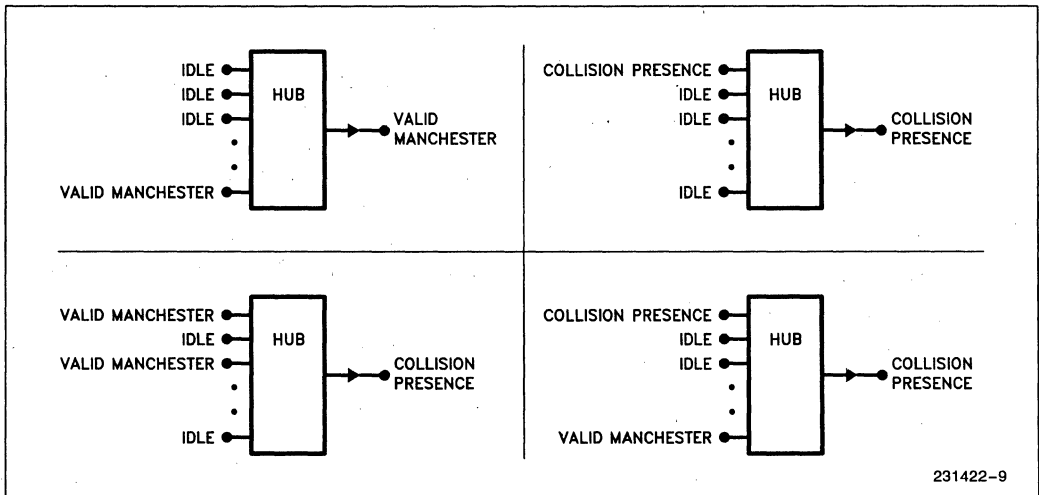 IDLE
IDLE
IDLE
VALID MANCHESTER
HUB
VALID
MANCHESTER
COLLISION PRESENCE
IDLE
IDLE
IDLE
HUB
COLLISION
PRESENCE
VALID MANCHESTER
IDLE
VALID MANCHESTER
IDLE
HUB
COLLISION
PRESENCE
COLLISION PRESENCE
IDLE
IDLE
VALID MANCHESTER
HUB
COLLISION
PRESENCE
231422-9